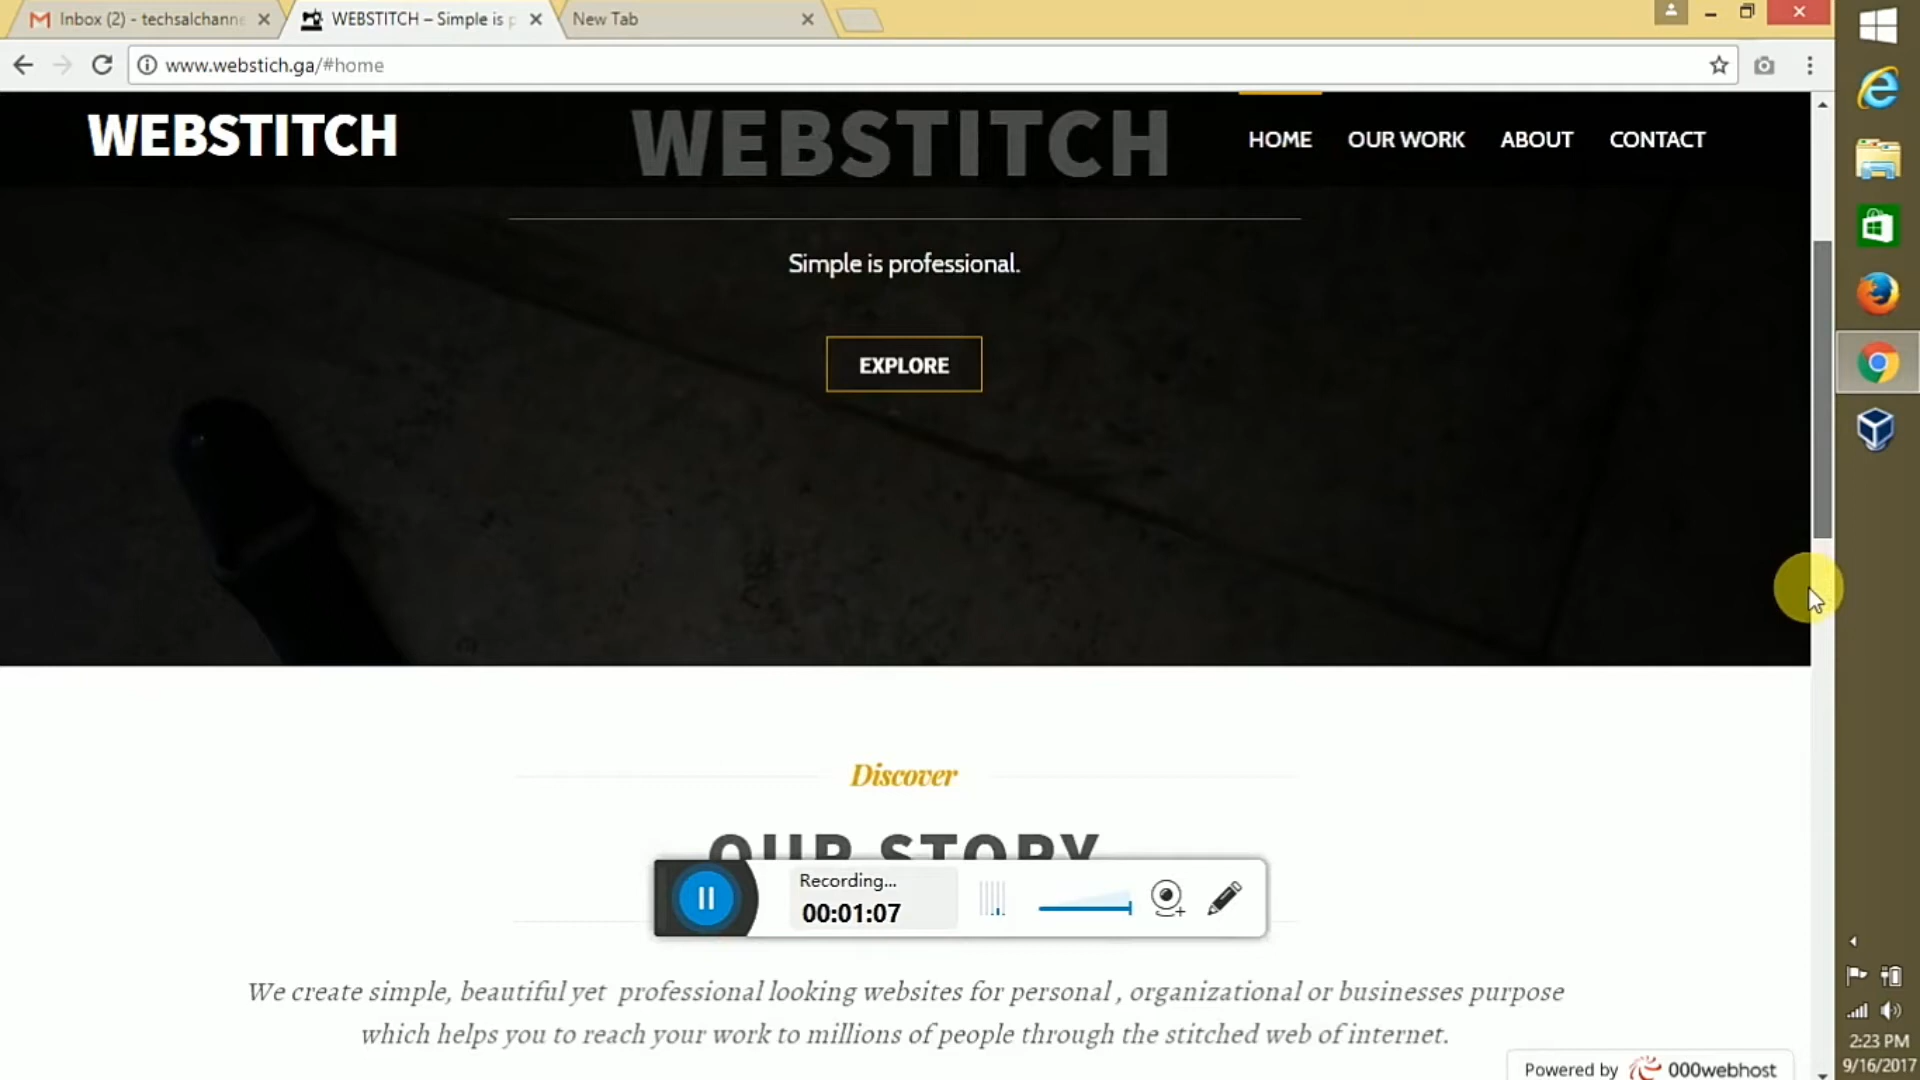 Inbox (2) - techsalchanne
WEBSTITCH – Simple is p
New Tab
www.webstich.ga/#home
WEBSTITCH
WEBSTITCH
HOME
OUR WORK
ABOUT
CONTACT
Simple is professional.
EXPLORE
Discover
OUR STORY
Recording...
00:01:07
We create simple, beautiful yet professional looking websites for personal , organizational or businesses purpose
which helps you to reach your work to millions of people through the stitched web of internet.
Powered by 000webhost
2:23 PM
9/16/2017